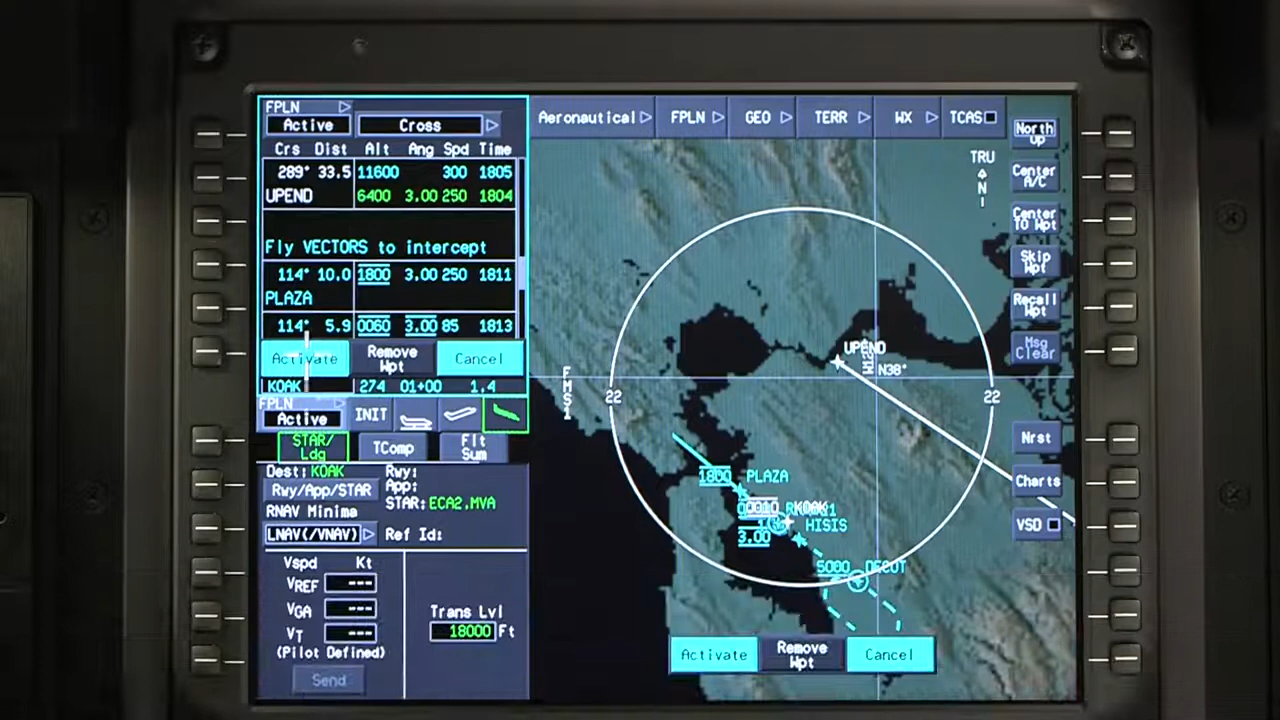 FPLN
Active
Cross
Crs Dist Alt Ang Spd Time
289° 33.5 11600 300 1805
UPEND 6400 3.00 250 1804
Fly VECTORS to intercept
114° 10.0 1800 3.00 250 1811
PLAZA
114° 5.9 0060 3.00 85 1813
Activate Remove Wpt Cancel
KOAK 274 01+00 1.4
FPLN
Active
INIT
STAR/
Ldg
TComp
Flt
Sum
Dest: KOAK Rwy:
App:
Rwy/App/STAR
STAR: ECA2.MVA
RNAV Minima
LNAV(/VNAV) Ref Id:
Vspd Kt
VREF ---
VGA ---
VT ---
(Pilot Defined)
Send
Trans Lvl
18000 Ft
Aeronautical FPLN GEO TERR WX TCAS
TRU
N
UPEND
N38°
FMS1
22
22
1800 PLAZA
KOAK
HISIS
3.00
5000
Activate Remove Wpt Cancel
North
Up
Center
A/C
Center
TO Wpt
Skip
Wpt
Recall
Wpt
Msg
Clear
Nrst
Charts
VSD